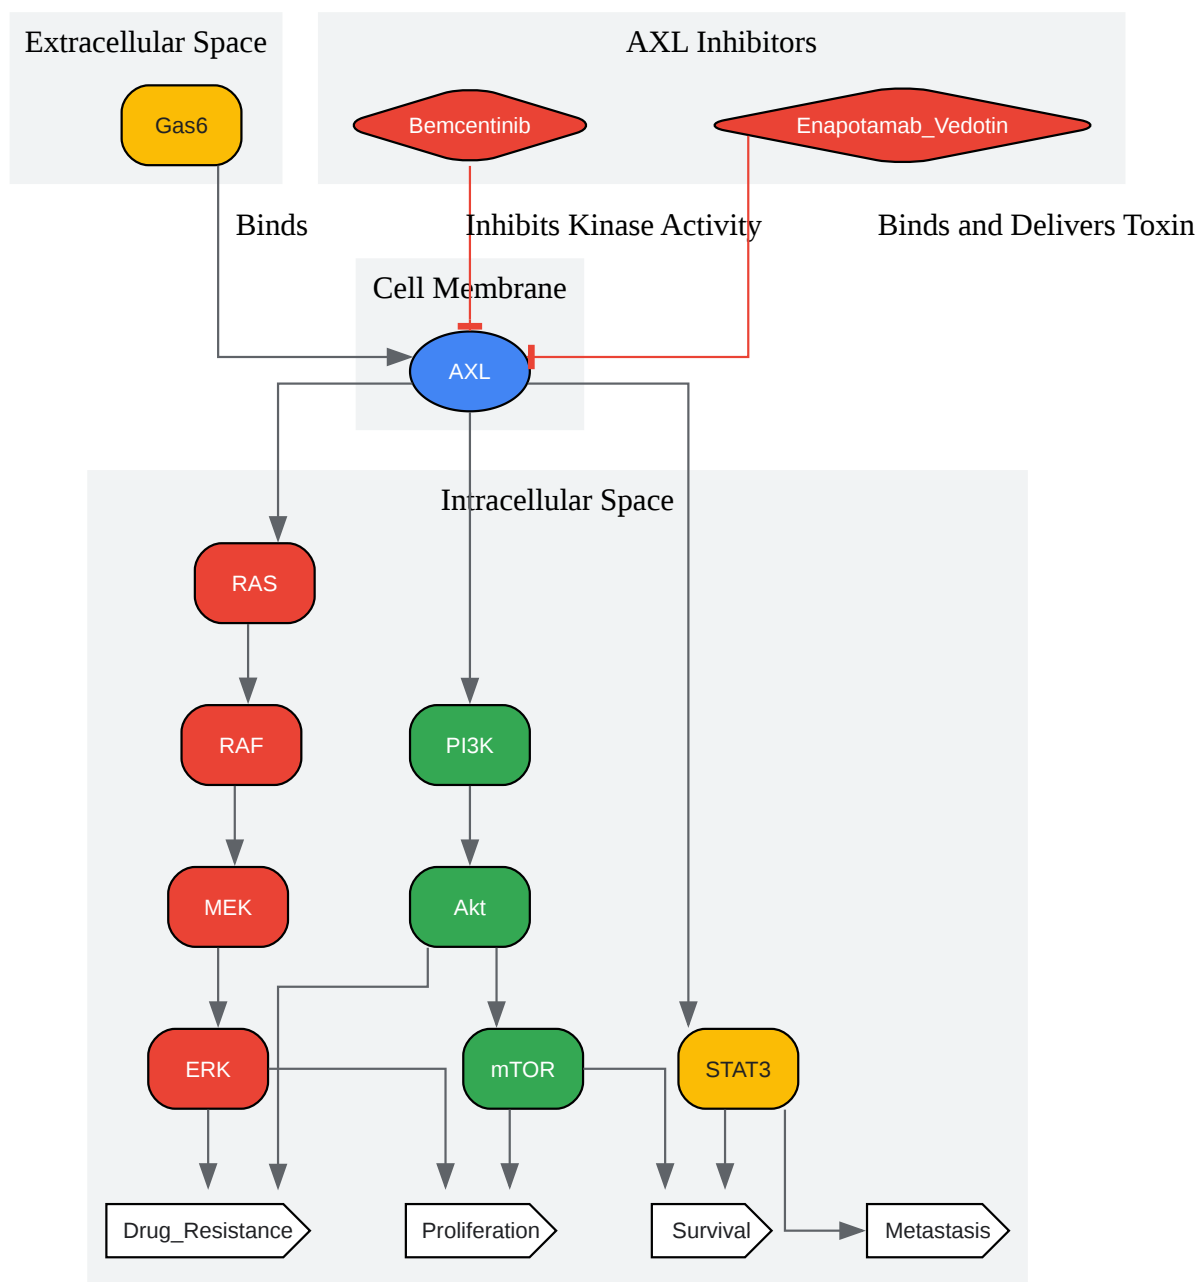 Extracellular Space
AXL Inhibitors
Gas6
Bemcentinib
Enapotamab_Vedotin
Binds
Inhibits Kinase Activity
Binds and Delivers Toxin
Cell Membrane
AXL
Intracellular Space
RAS
RAF
PI3K
MEK
Akt
ERK
mTOR
STAT3
Drug_Resistance
Proliferation
Survival
Metastasis